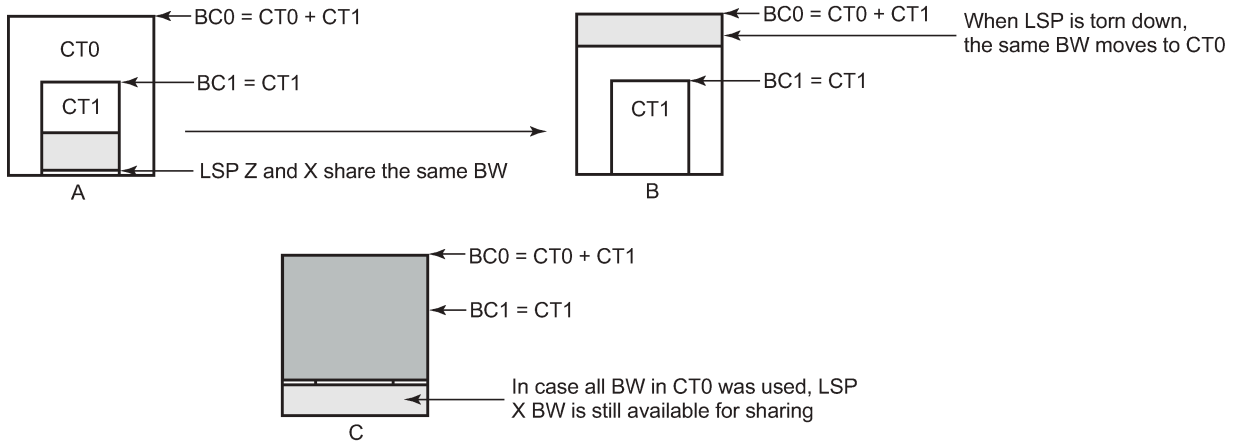 BC0 = CT0 + CT1
CT0
BC1 = CT1
CT1
LSP Z and X share the same BW
A
BC0 = CT0 + CT1
When LSP is torn down,
the same BW moves to CT0
BC1 = CT1
CT1
B
BC0 = CT0 + CT1
BC1 = CT1
In case all BW in CT0 was used, LSP
X BW is still available for sharing
C